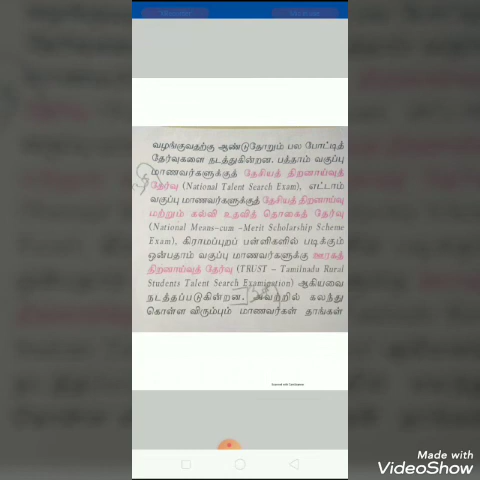 வழங்குவதற்கு ஆண்டுதோறும் பல போட்டித்
தேர்வுகளை நடத்துகின்றன. பத்தாம் வகுப்பு
மாணவர்களுக்குத் தேசியத் திறனாய்வுத்
தேர்வு (National Talent Search Exam), எட்டாம்
வகுப்பு மாணவர்களுக்குத் தேசியத் திறனாய்வு
மற்றும் கல்வி உதவித் தொகைத் தேர்வு
(National Means-cum -Merit Scholarship Scheme
Exam), கிராமப்புறப் பள்ளிகளில் படிக்கும்
ஒன்பதாம் வகுப்பு மாணவர்களுக்கு ஊரகத்
திறனாய்வுத் தேர்வு (TRUST - Tamilnadu Rural
Students Talent Search Examination) ஆகியவை
நடத்தப்படுகின்றன. அவற்றில் கலந்து
கொள்ள விரும்பும் மாணவர்கள் தாங்கள்
Scanned with CamScanner
Made with
VideoShow